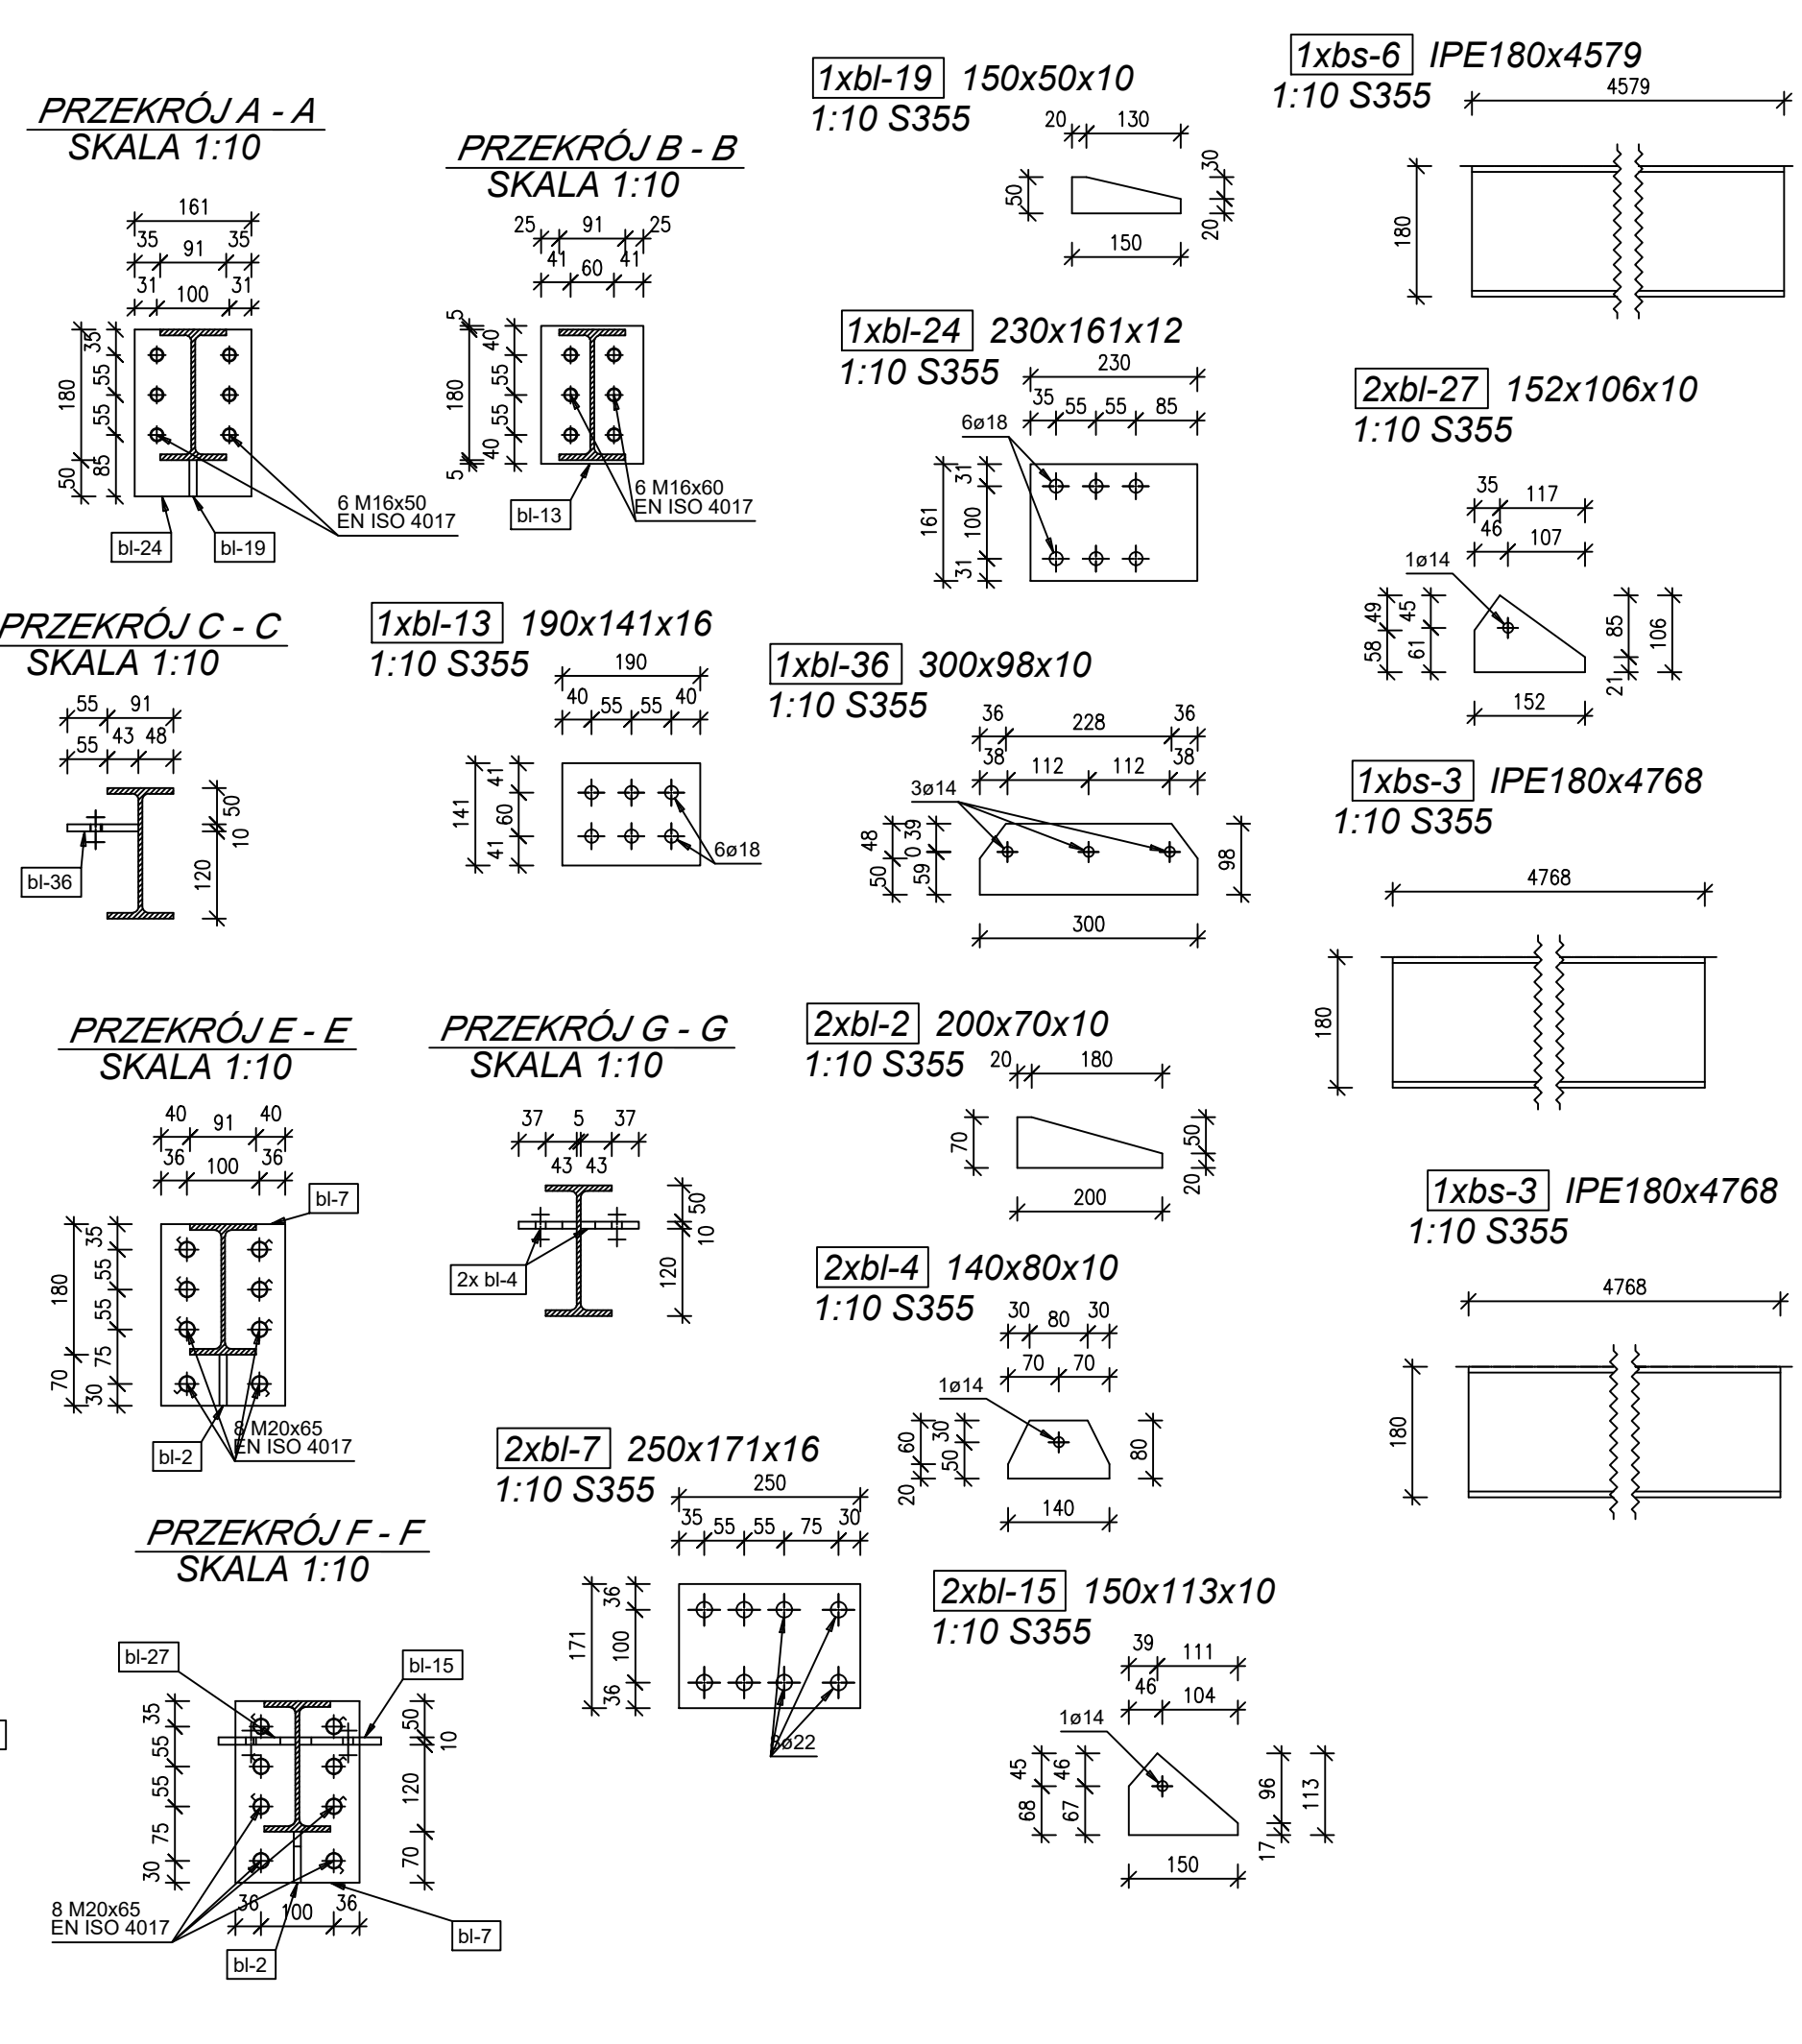 PRZEKRÓJ A - A
SKALA 1:10
161
35 91 35
31 100 31
180 50
35 55 55 85
6 M16x50
EN ISO 4017
bl-24
bl-19
PRZEKRÓJ B - B
SKALA 1:10
25 91 25
41 60 41
5 180 5
40 55 55 40
6 M16x60
EN ISO 4017
bl-13
1xbl-19 150x50x10
1:10 S355
20 130
50
30 20
150
1xbs-6 IPE180x4579
1:10 S355
4579
180
1xbl-24 230x161x12
1:10 S355
230
35 55 55 85
6ø18
161
31 100 31
2xbl-27 152x106x10
1:10 S355
35 117
46 107
1ø14
49 58
45 61
85 21
106
152
PRZEKRÓJ C - C
SKALA 1:10
55 91
55 43 48
50 10 120
bl-36
1xbl-13 190x141x16
1:10 S355
190
40 55 55 40
141
41 60 41
6ø18
1xbl-36 300x98x10
1:10 S355
36 228 36
38 112 112 38
3ø14
48 50
0 39 59
98
300
1xbs-3 IPE180x4768
1:10 S355
4768
180
PRZEKRÓJ E - E
SKALA 1:10
40 91 40
36 100 36
bl-7
180 70
35 55 55 75 30
8 M20x65
EN ISO 4017
bl-2
PRZEKRÓJ G - G
SKALA 1:10
37 5 37
43 43
50 10 120
2x bl-4
2xbl-2 200x70x10
1:10 S355
20 180
70
50 20
200
1xbs-3 IPE180x4768
1:10 S355
4768
180
2xbl-4 140x80x10
1:10 S355
30 80 30
70 70
1ø14
60 20
30 50
80
140
2xbl-7 250x171x16
1:10 S355
250
35 55 55 75 30
171
36 100 36
8ø22
PRZEKRÓJ F - F
SKALA 1:10
bl-27
bl-15
35 55 55 75 30
50 10 120 70
36 100 36
8 M20x65
EN ISO 4017
bl-2
bl-7
2xbl-15 150x113x10
1:10 S355
39 111
46 104
1ø14
45 68
46 67
96 17
113
150